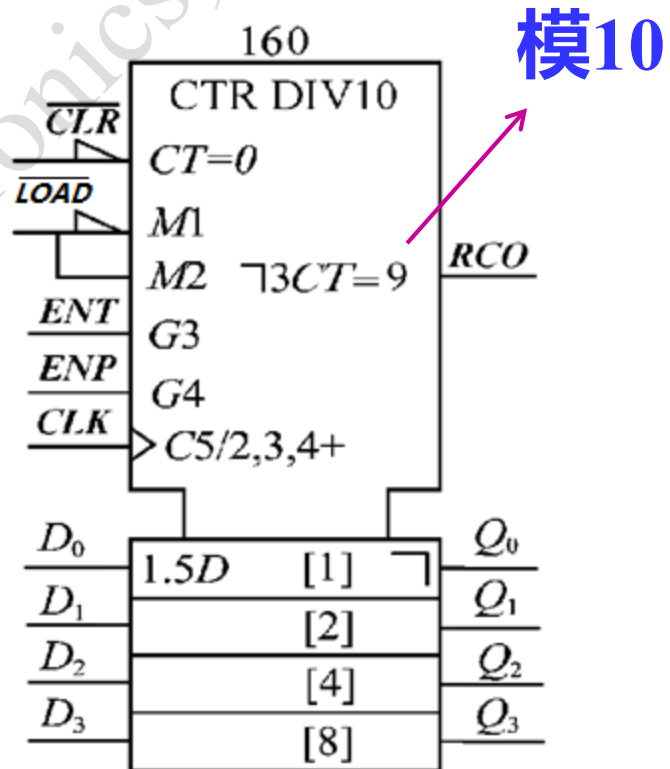 160
模10
CTR DIV10
CLR
CT=0
LOAD
M1
M2
⌐3CT=9
RCO
ENT
G3
ENP
G4
CLK
C5/2,3,4+
D₀
1.5D
[1]
¬
Q₀
D₁
[2]
Q₁
D₂
[4]
Q₂
D₃
[8]
Q₃
onics